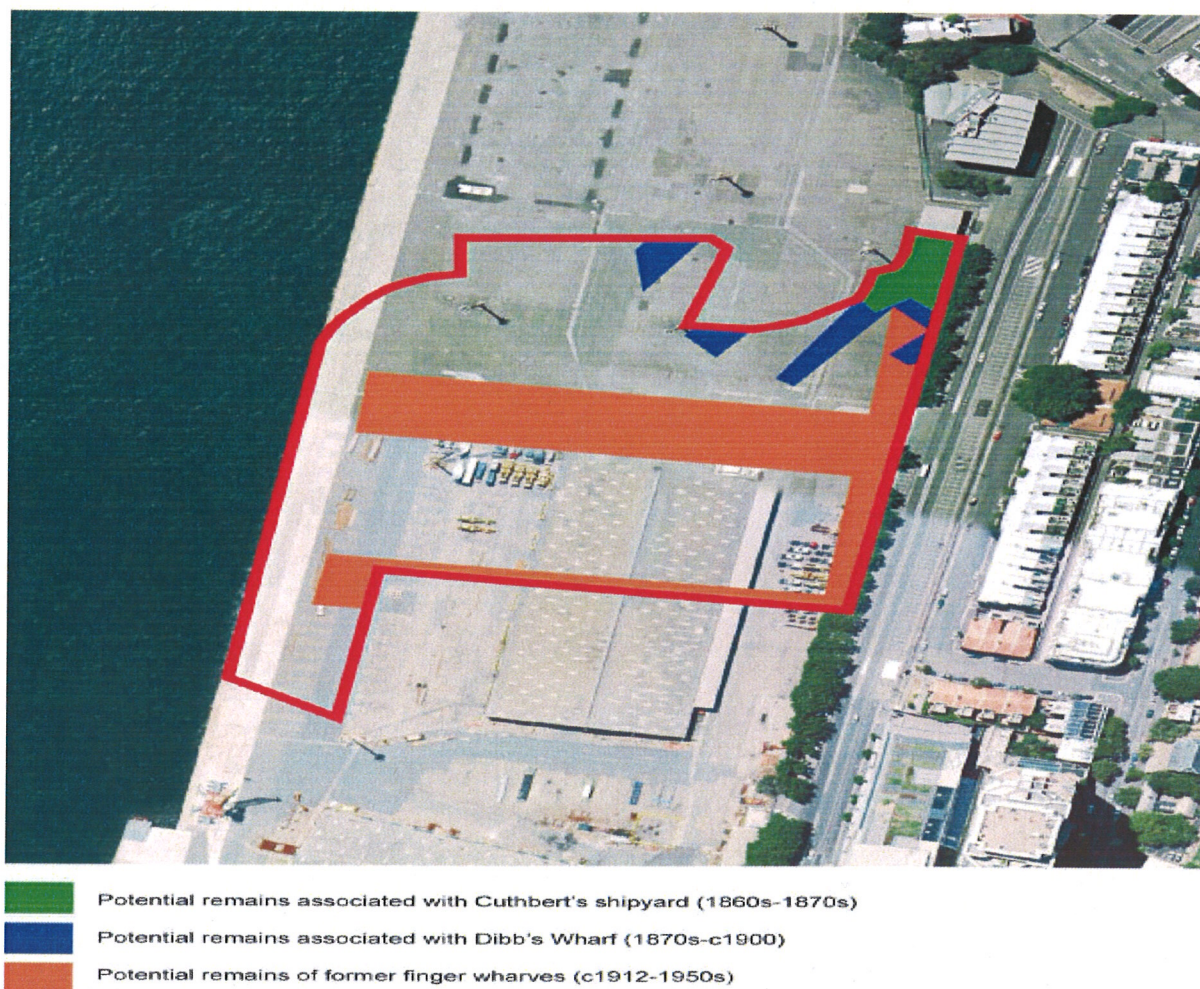 Potential remains associated with Cuthbert's shipyard (1860s-1870s)
Potential remains associated with Dibb's Wharf (1870s-c1900)
Potential remains of former finger wharves (c1912-1950s)